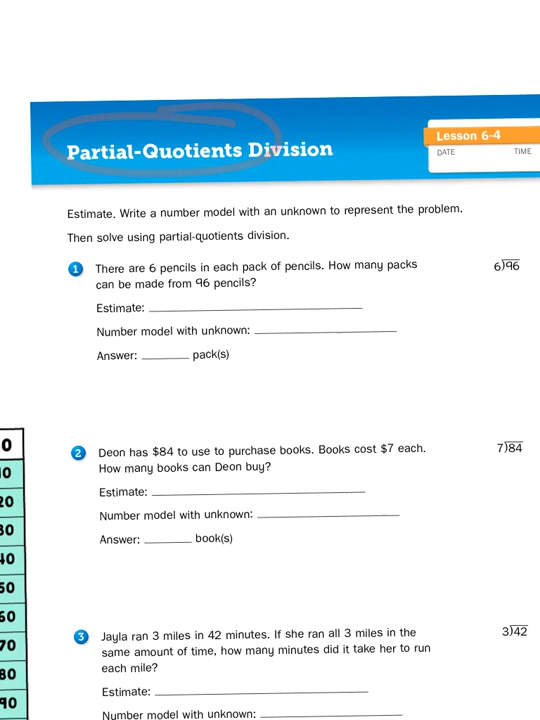 Partial-Quotients Division
Lesson 6-4
DATE TIME
Estimate. Write a number model with an unknown to represent the problem.
Then solve using partial-quotients division.
1 There are 6 pencils in each pack of pencils. How many packs
can be made from 96 pencils?
6)96
Estimate:
Number model with unknown:
Answer: pack(s)
2 Deon has $84 to use to purchase books. Books cost $7 each.
How many books can Deon buy?
7)84
Estimate:
Number model with unknown:
Answer: book(s)
3 Jayla ran 3 miles in 42 minutes. If she ran all 3 miles in the
same amount of time, how many minutes did it take her to run
each mile?
3)42
Estimate:
Number model with unknown:
0
10
20
30
40
50
60
70
80
90